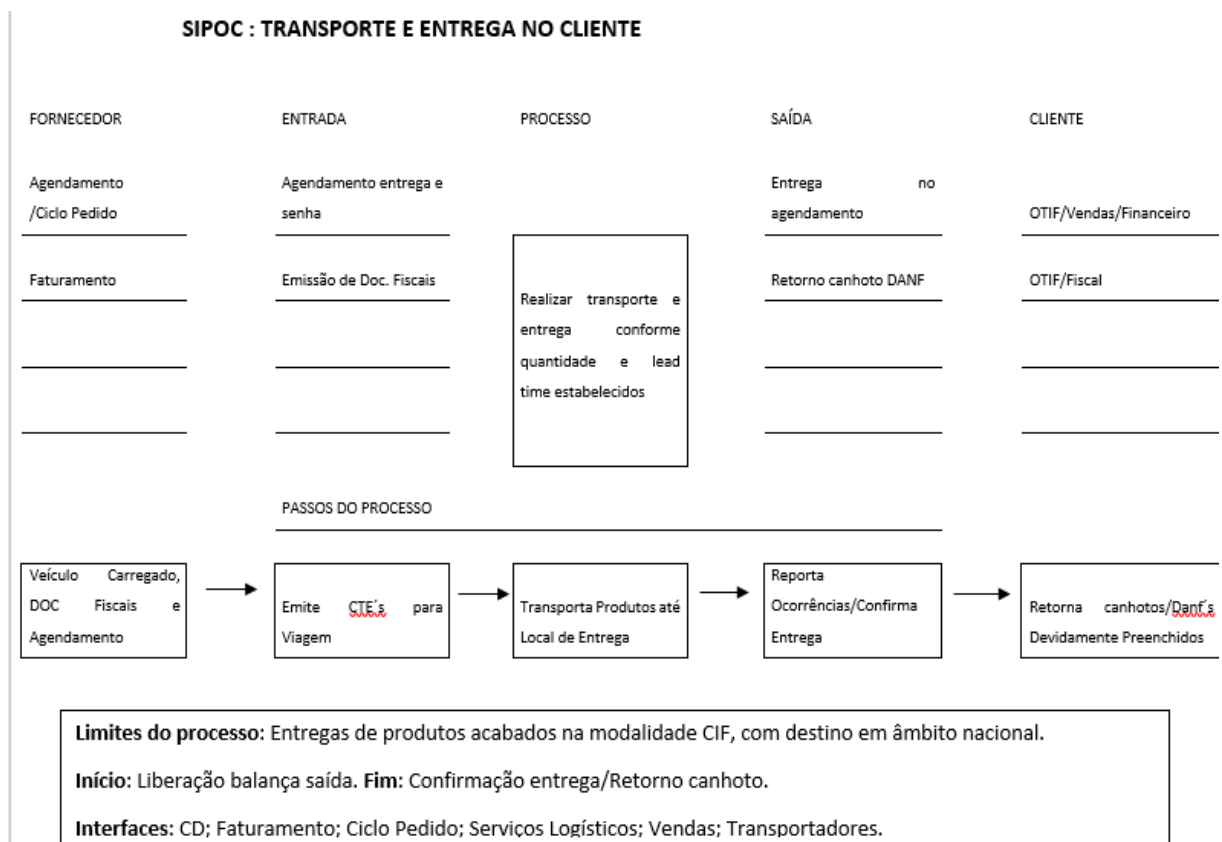 SIPOC : TRANSPORTE E ENTREGA NO CLIENTE
FORNECEDOR
ENTRADA
PROCESSO
SAÍDA
CLIENTE
Agendamento
/Ciclo Pedido
Agendamento entrega e
senha
Entrega no
agendamento
OTIF/Vendas/Financeiro
Faturamento
Emissão de Doc. Fiscais
Retorno canhoto DANF
OTIF/Fiscal
Realizar transporte e
entrega conforme
quantidade e lead
time estabelecidos
PASSOS DO PROCESSO
Veículo Carregado,
DOC Fiscais e
Agendamento
Emite CTE´s para
Viagem
Transporta Produtos até
Local de Entrega
Reporta
Ocorrências/Confirma
Entrega
Retorna canhotos/Danf´s
Devidamente Preenchidos
Limites do processo: Entregas de produtos acabados na modalidade CIF, com destino em âmbito nacional.
Início: Liberação balança saída. Fim: Confirmação entrega/Retorno canhoto.
Interfaces: CD; Faturamento; Ciclo Pedido; Serviços Logísticos; Vendas; Transportadores.